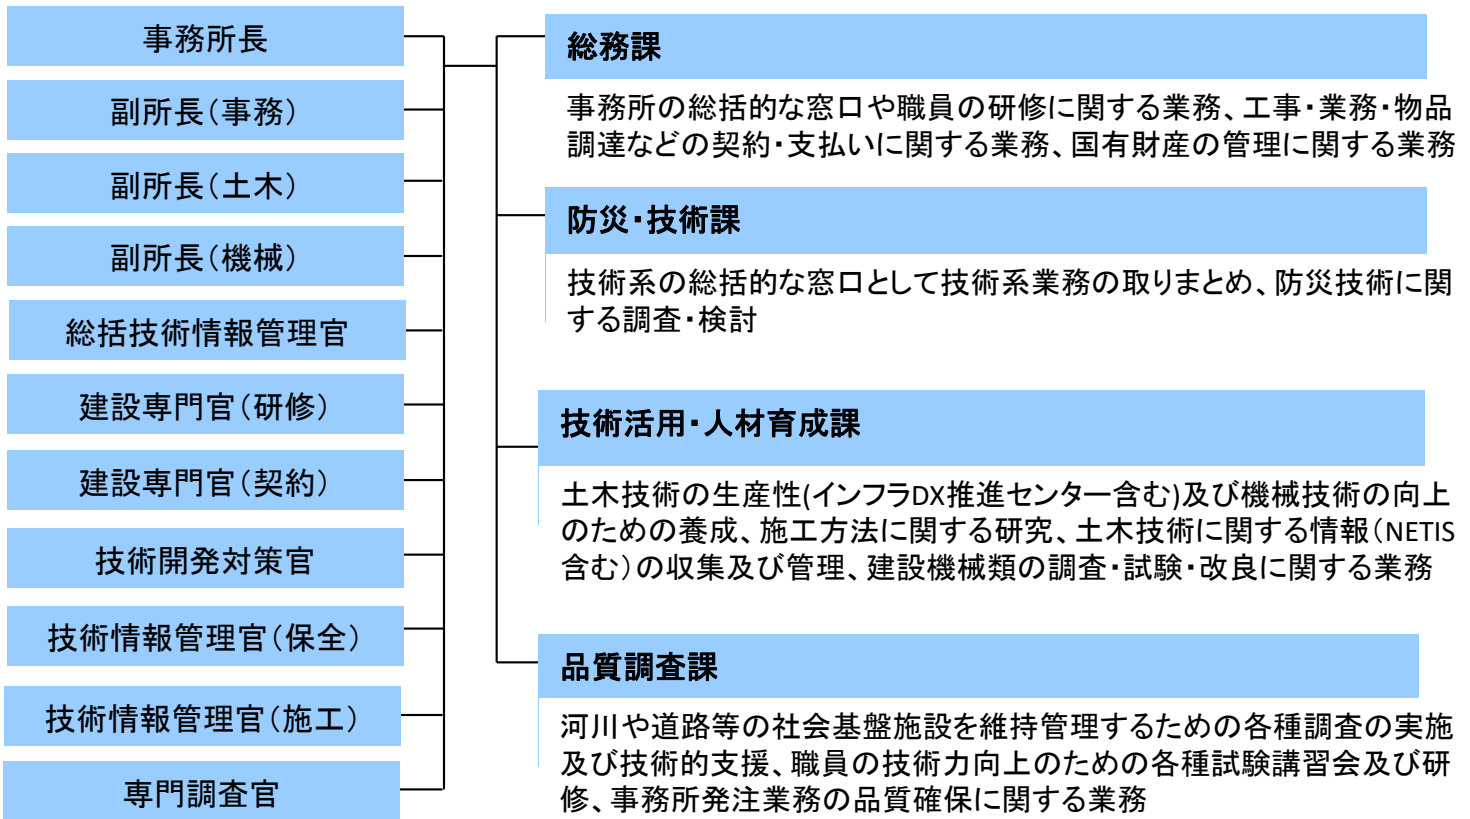 事務所長
副所長（事務）
副所長（土木）
副所長（機械）
総括技術情報管理官
建設専門官（研修）
建設専門官（契約）
技術開発対策官
技術情報管理官（保全）
技術情報管理官（施工）
専門調査官
総務課
事務所の総括的な窓口や職員の研修に関する業務、工事・業務・物品
調達などの契約・支払いに関する業務、国有財産の管理に関する業務
防災・技術課
技術系の総括的な窓口として技術系業務の取りまとめ、防災技術に関
する調査・検討
技術活用・人材育成課
土木技術の生産性(インフラDX推進センター含む)及び機械技術の向上
のための養成、施工方法に関する研究、土木技術に関する情報（NETIS
含む）の収集及び管理、建設機械類の調査・試験・改良に関する業務
品質調査課
河川や道路等の社会基盤施設を維持管理するための各種調査の実施
及び技術的支援、職員の技術力向上のための各種試験講習会及び研
修、事務所発注業務の品質確保に関する業務